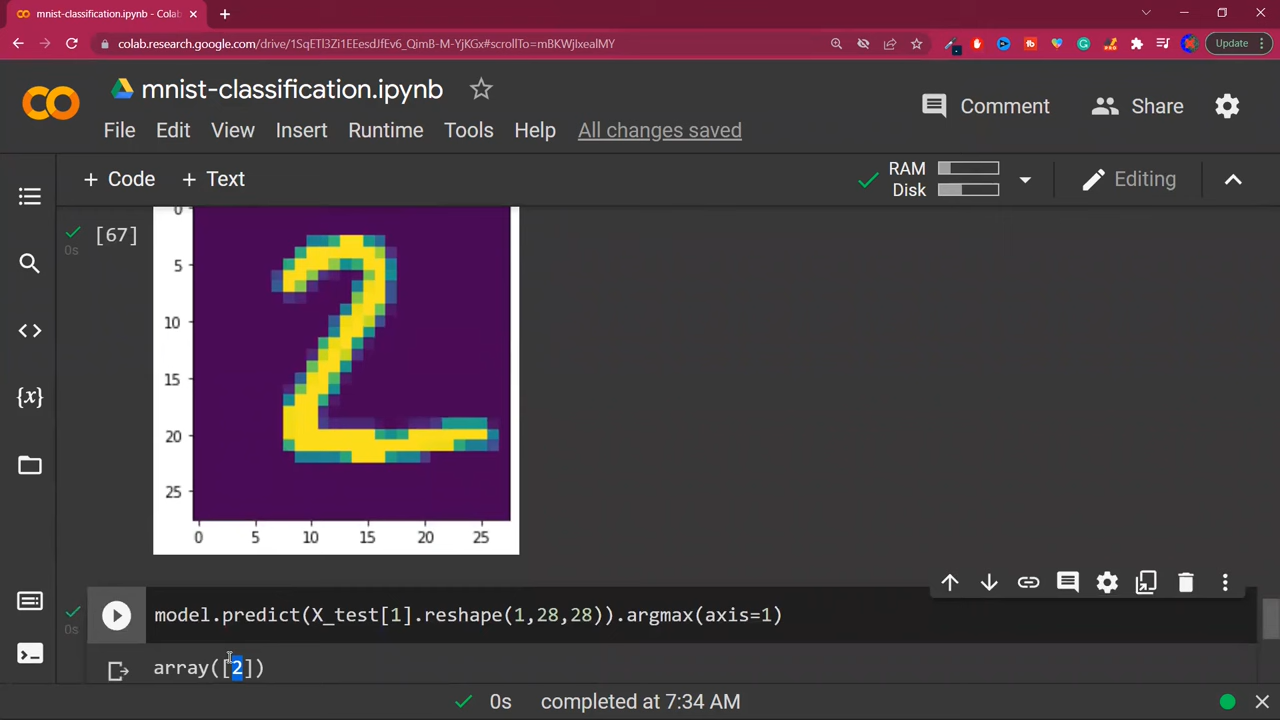 mnist-classification.ipynb - Colab
colab.research.google.com/drive/1SqETl3Zi1EEesdJfEv6_QimB-M-YjKGx#scrollTo=mBKWjlxealMY
Update
mnist-classification.ipynb
File Edit View Insert Runtime Tools Help All changes saved
Comment Share
+ Code + Text
RAM
Disk
Editing
[67]
0s
0
5
10
15
20
25
0 5 10 15 20 25
{x}
0s
model.predict(X_test[1].reshape(1,28,28)).argmax(axis=1)
array([2])
0s completed at 7:34 AM